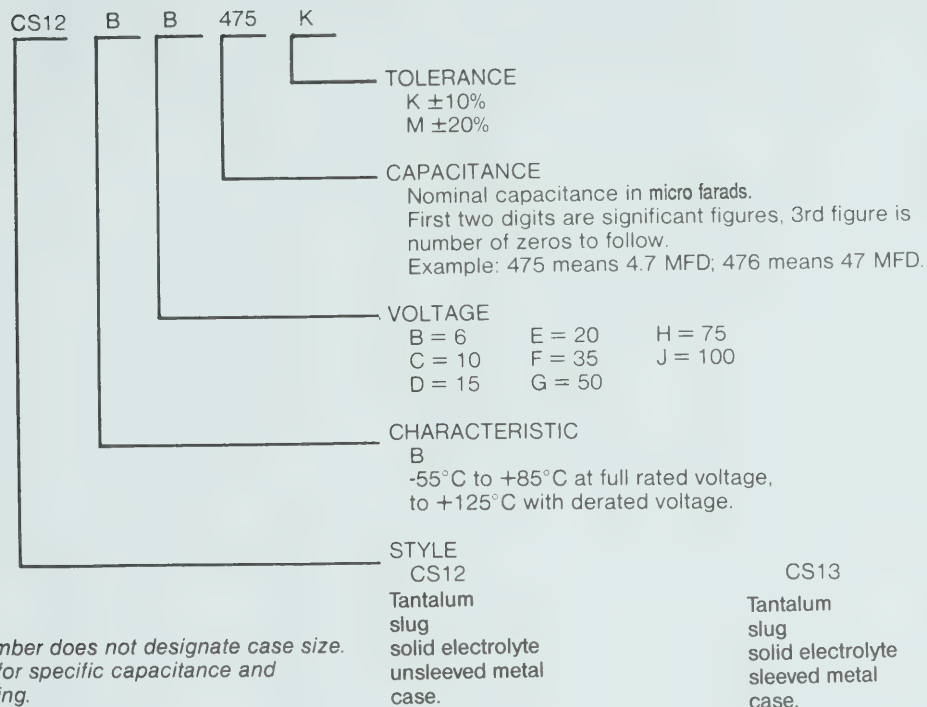 CS12 B B 475 K
TOLERANCE
K ±10%
M ±20%
CAPACITANCE
Nominal capacitance in micro farads.
First two digits are significant figures, 3rd figure is
number of zeros to follow.
Example: 475 means 4.7 MFD; 476 means 47 MFD.
VOLTAGE
B = 6 E = 20 H = 75
C = 10 F = 35 J = 100
D = 15 G = 50
CHARACTERISTIC
B
-55°C to +85°C at full rated voltage,
to +125°C with derated voltage.
STYLE
CS12
Tantalum
slug
solid electrolyte
unsleeved metal
case.
CS13
Tantalum
slug
solid electrolyte
sleeved metal
case.
mber does not designate case size.
for specific capacitance and
ing.